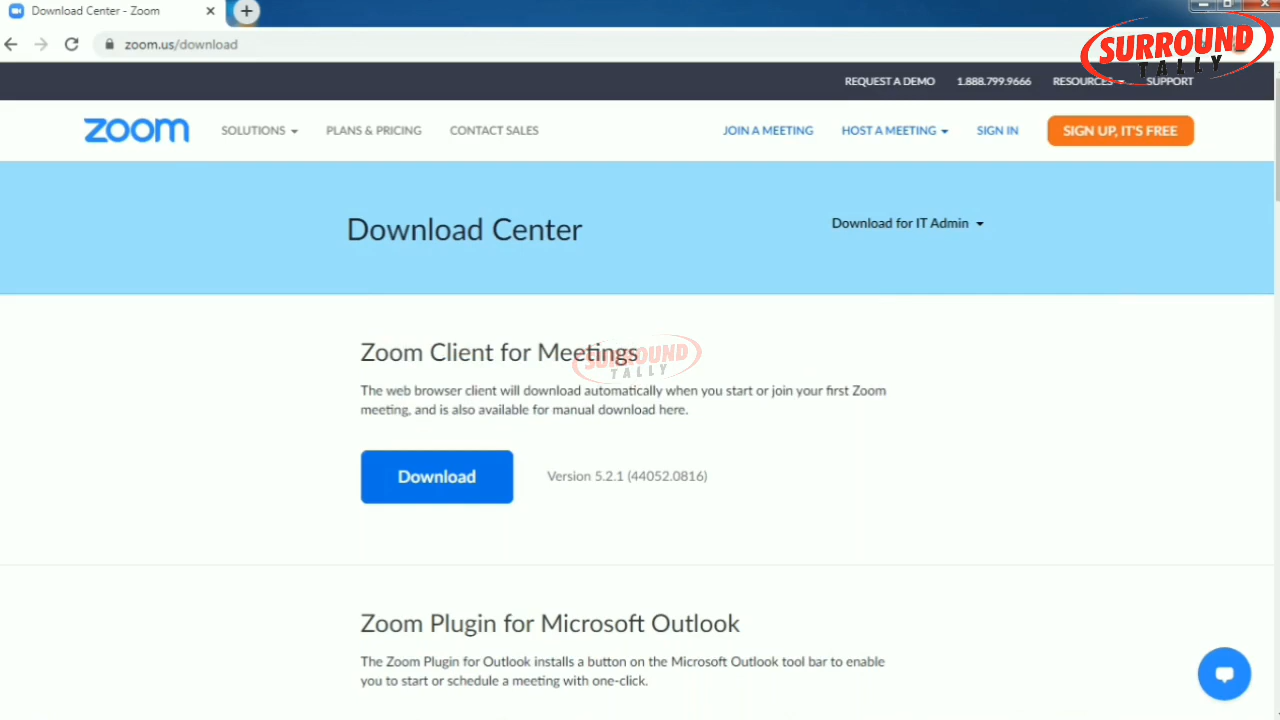 Download Center - Zoom
zoom.us/download
SURROUND
TALLY
REQUEST A DEMO 1.888.799.9666 RESOURCES SUPPORT
zoom SOLUTIONS PLANS & PRICING CONTACT SALES JOIN A MEETING HOST A MEETING SIGN IN SIGN UP, IT'S FREE
Download Center Download for IT Admin
Zoom Client for Meetings
SURROUND
TALLY
The web browser client will download automatically when you start or join your first Zoom
meeting, and is also available for manual download here.
Download Version 5.2.1 (44052.0816)
Zoom Plugin for Microsoft Outlook
The Zoom Plugin for Outlook installs a button on the Microsoft Outlook tool bar to enable
you to start or schedule a meeting with one-click.